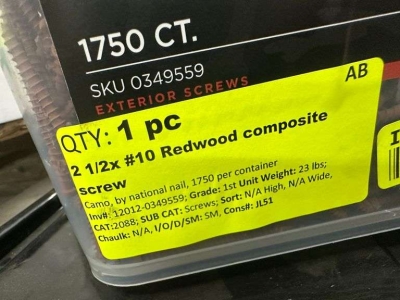 1750 CT.
SKU 0349559
EXTERIOR SCREWS
AB
QTY: 1 pc
2 1/2x #10 Redwood composite
screw
Camo, by national nail, 1750 per container
Inv#: 12012-0349559; Grade: 1st Unit Weight: 23 lbs;
CAT:2088; SUB CAT: Screws; Sort: N/A High, N/A Wide,
Chaulk: N/A, I/O/D/SM: SM, Cons#: JL51